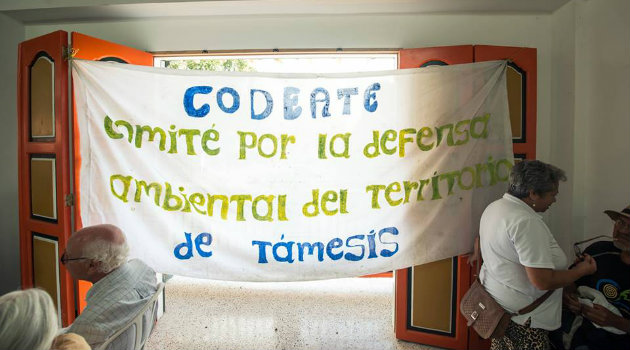 CODEATE
comité por la defensa
ambiental del territorio
de támesis